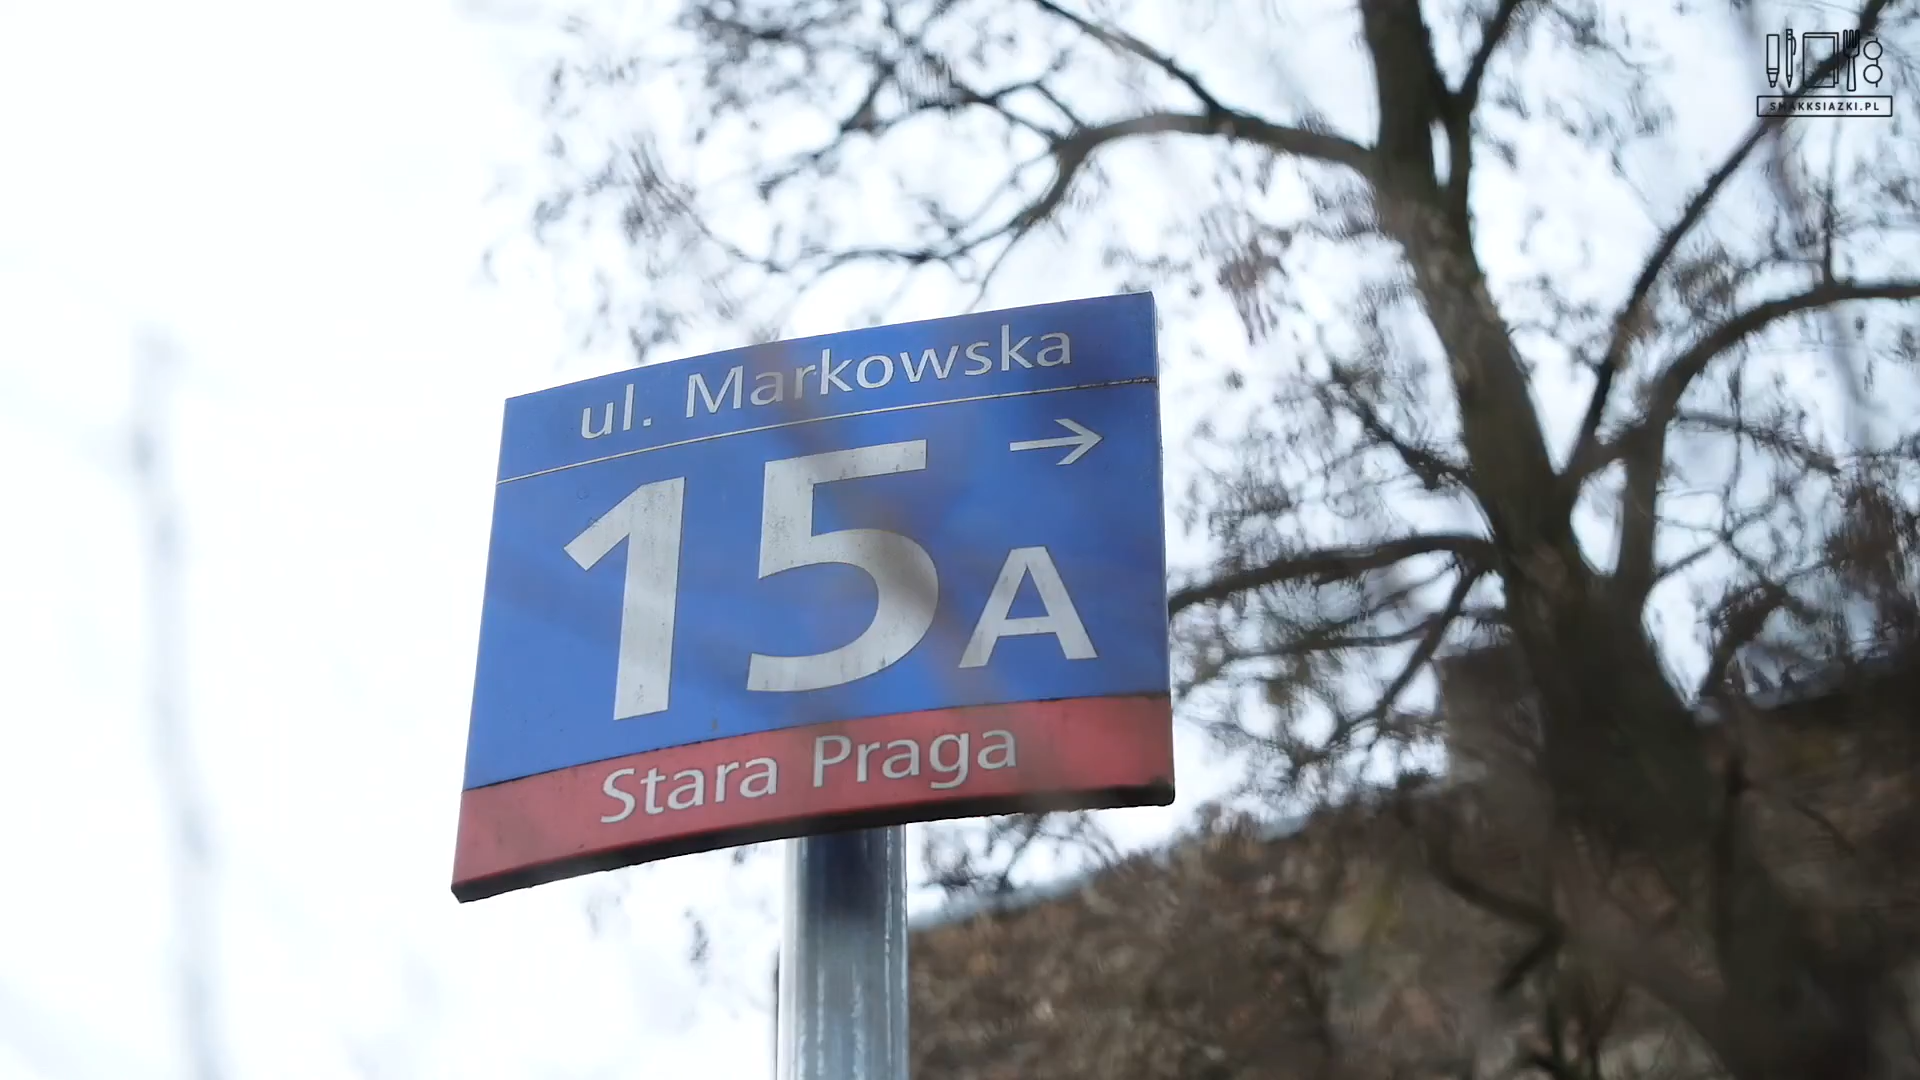 SMAKKSIAZKI.PL
ul. Markowska
→
15A
Stara Praga